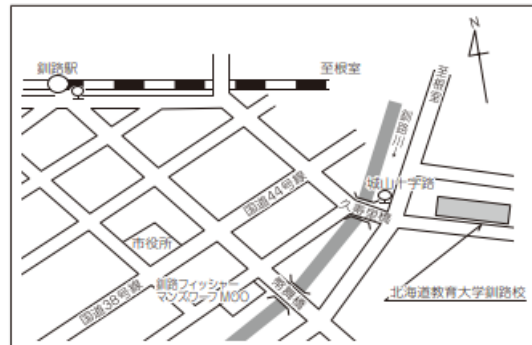 N
釧路駅
至根室
至根室
釧路川→
城山十字路
国道44号線
久寿里橋
市役所
北海道教育大学釧路校
釧路フィッシャー
マンズワーフMOO
幣舞橋
国道38号線